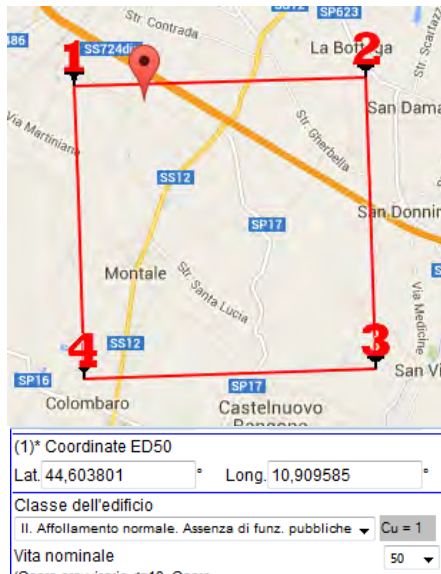 SS12
SP623
486
Str. Contrada
1
SS724di
2
La Bottega
Str. Scartazz
San Dama
Via Martiniana
Str. Gherbella
SS12
SP17
San Donnin
Montale
Str. Santa Lucia
S
Via Medicine
4
SS12
3
SP16
SP17
San Vi
Colombaro
Castelnuovo
Rangone
(1)* Coordinate ED50
Lat. 44,603801 ° Long. 10,909585 °
Classe dell'edificio
II. Affollamento normale. Assenza di funz. pubbliche Cu = 1
Vita nominale 50